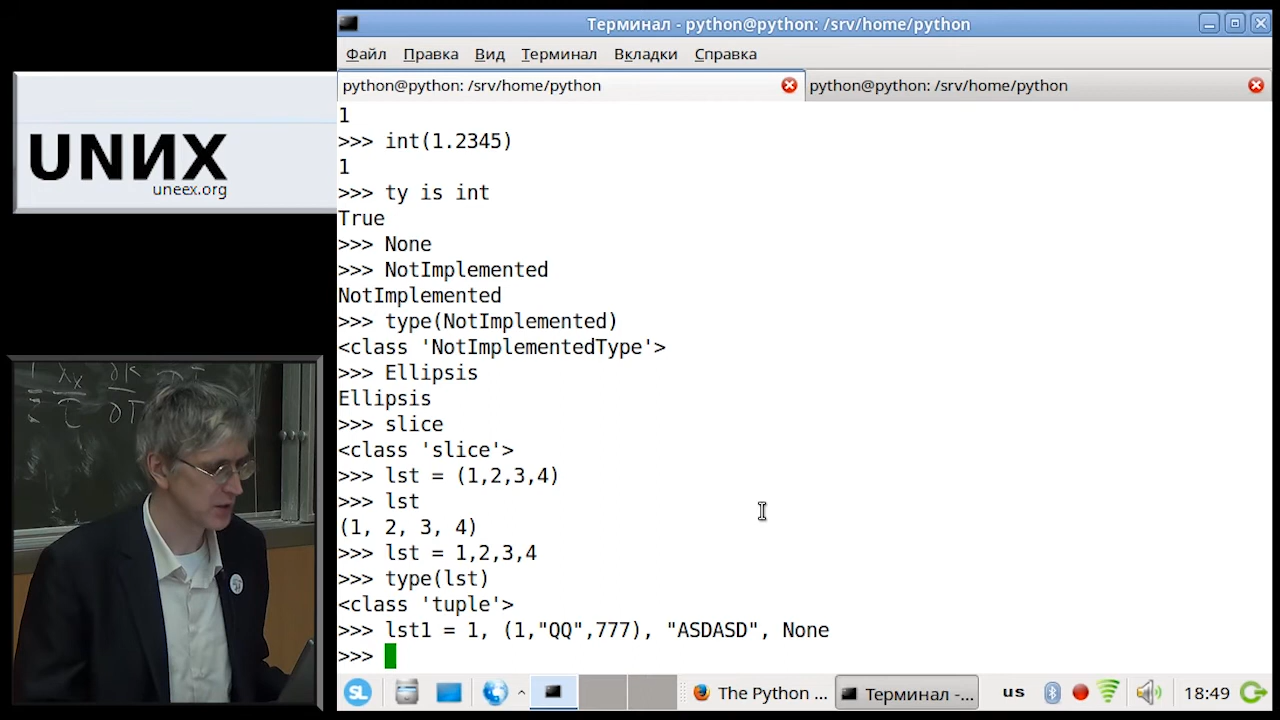 Терминал - python@python: /srv/home/python
Файл Правка Вид Терминал Вкладки Справка
python@python: /srv/home/python python@python: /srv/home/python
UNИX
uneex.org
1
>>> int(1.2345)
1
>>> ty is int
True
>>> None
>>> NotImplemented
NotImplemented
>>> type(NotImplemented)
<class 'NotImplementedType'>
>>> Ellipsis
Ellipsis
>>> slice
<class 'slice'>
>>> lst = (1,2,3,4)
>>> lst
(1, 2, 3, 4)
>>> lst = 1,2,3,4
>>> type(lst)
<class 'tuple'>
>>> lst1 = 1, (1,"QQ",777), "ASDASD", None
>>>
SL The Python ... Терминал -... us 18:49